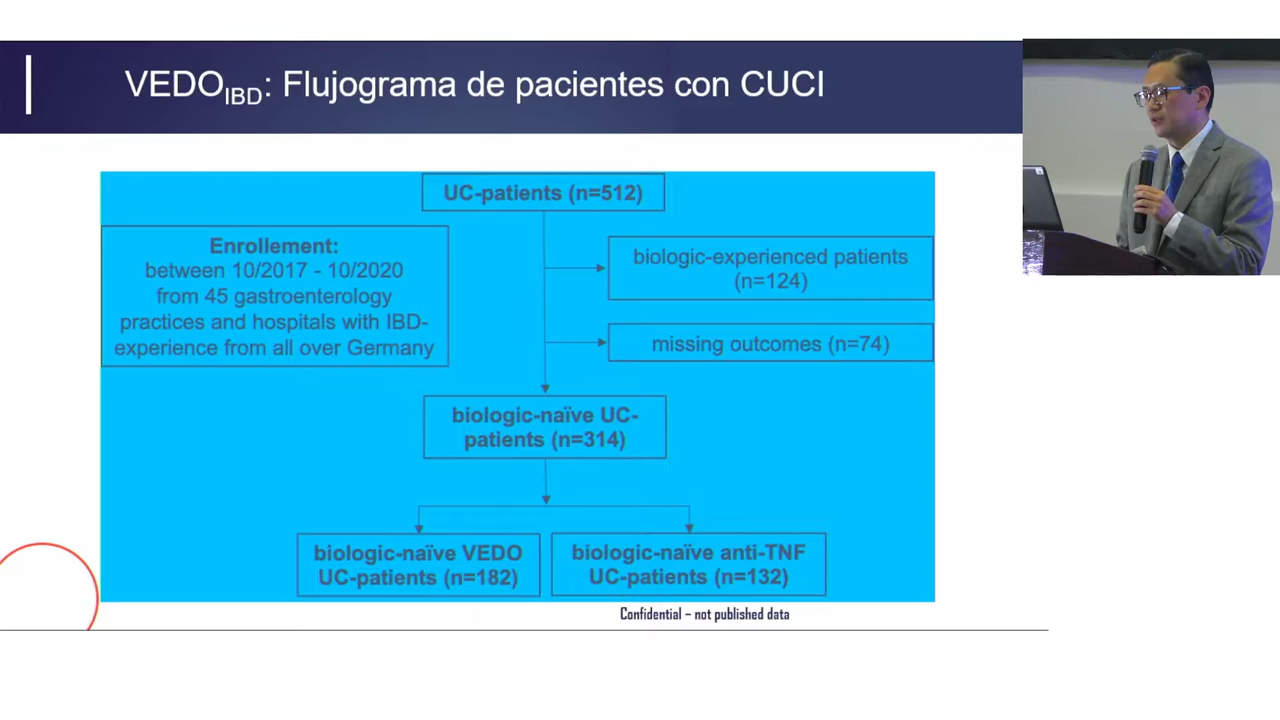 VEDOIBD: Flujograma de pacientes con CUCI
UC-patients (n=512)
Enrollement:
between 10/2017 - 10/2020
from 45 gastroenterology
practices and hospitals with IBD-
experience from all over Germany
biologic-experienced patients
(n=124)
missing outcomes (n=74)
biologic-naïve UC-
patients (n=314)
biologic-naïve VEDO
UC-patients (n=182)
biologic-naïve anti-TNF
UC-patients (n=132)
Confidential – not published data